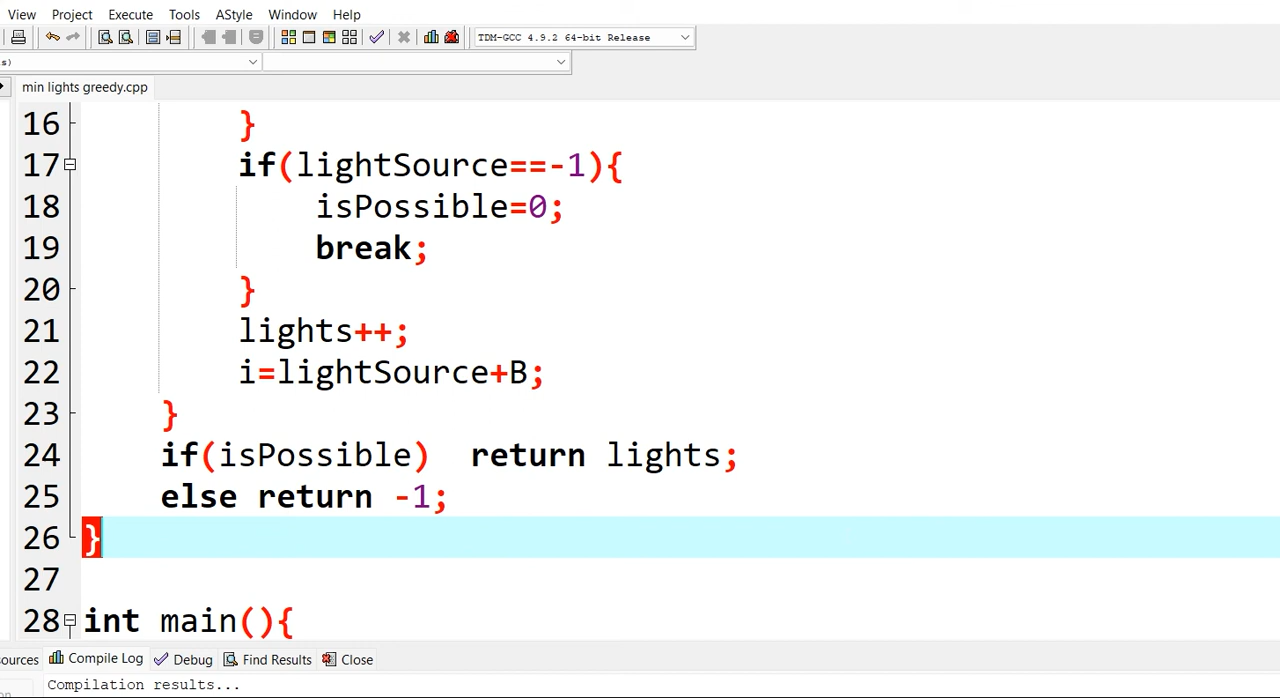 View Project Execute Tools AStyle Window Help
TDM-GCC 4.9.2 64-bit Release
s)
min lights greedy.cpp
16 }
17 if(lightSource==-1){
18 isPossible=0;
19 break;
20 }
21 lights++;
22 i=lightSource+B;
23 }
24 if(isPossible) return lights;
25 else return -1;
26 }
27
28 int main(){
sources Compile Log Debug Find Results Close
Compilation results...